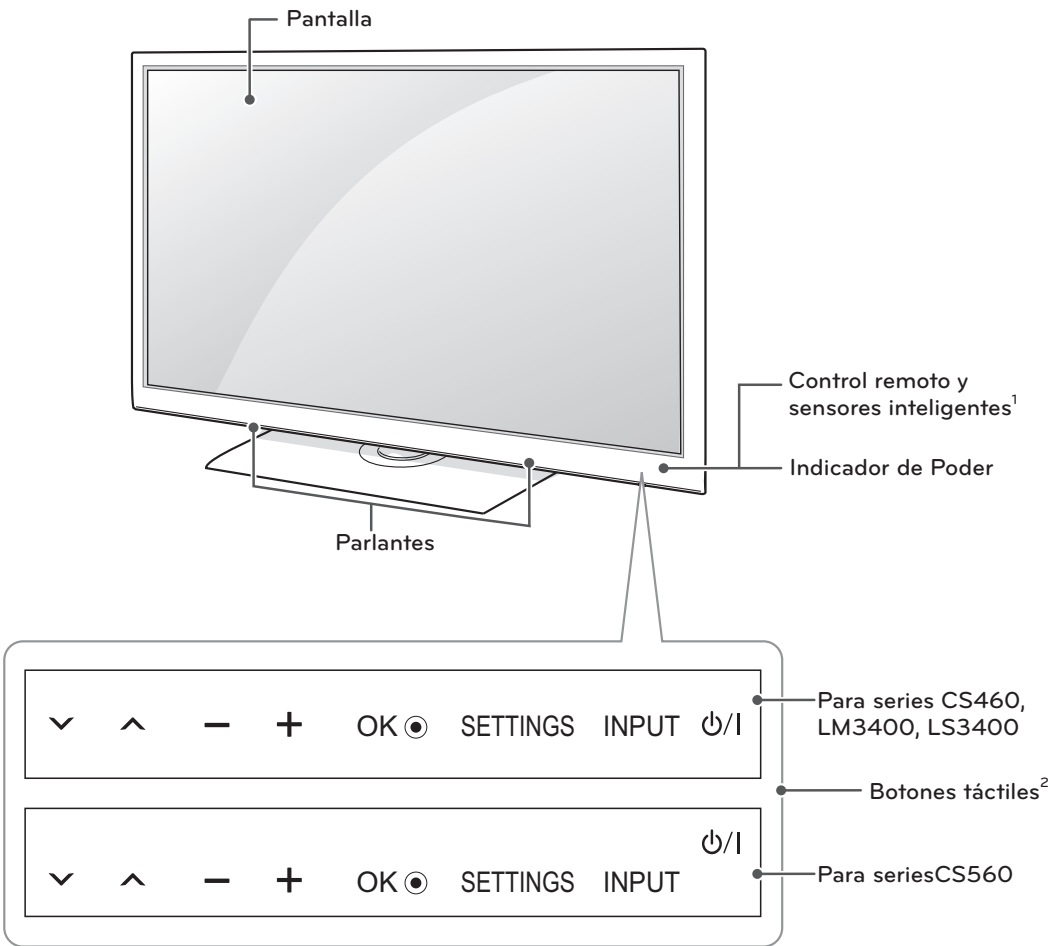 Pantalla
Control remoto y
sensores inteligentes¹
Indicador de Poder
Parlantes
OK SETTINGS INPUT /I
Para series CS460,
LM3400, LS3400
Botones táctiles²
/I
OK SETTINGS INPUT
Para seriesCS560